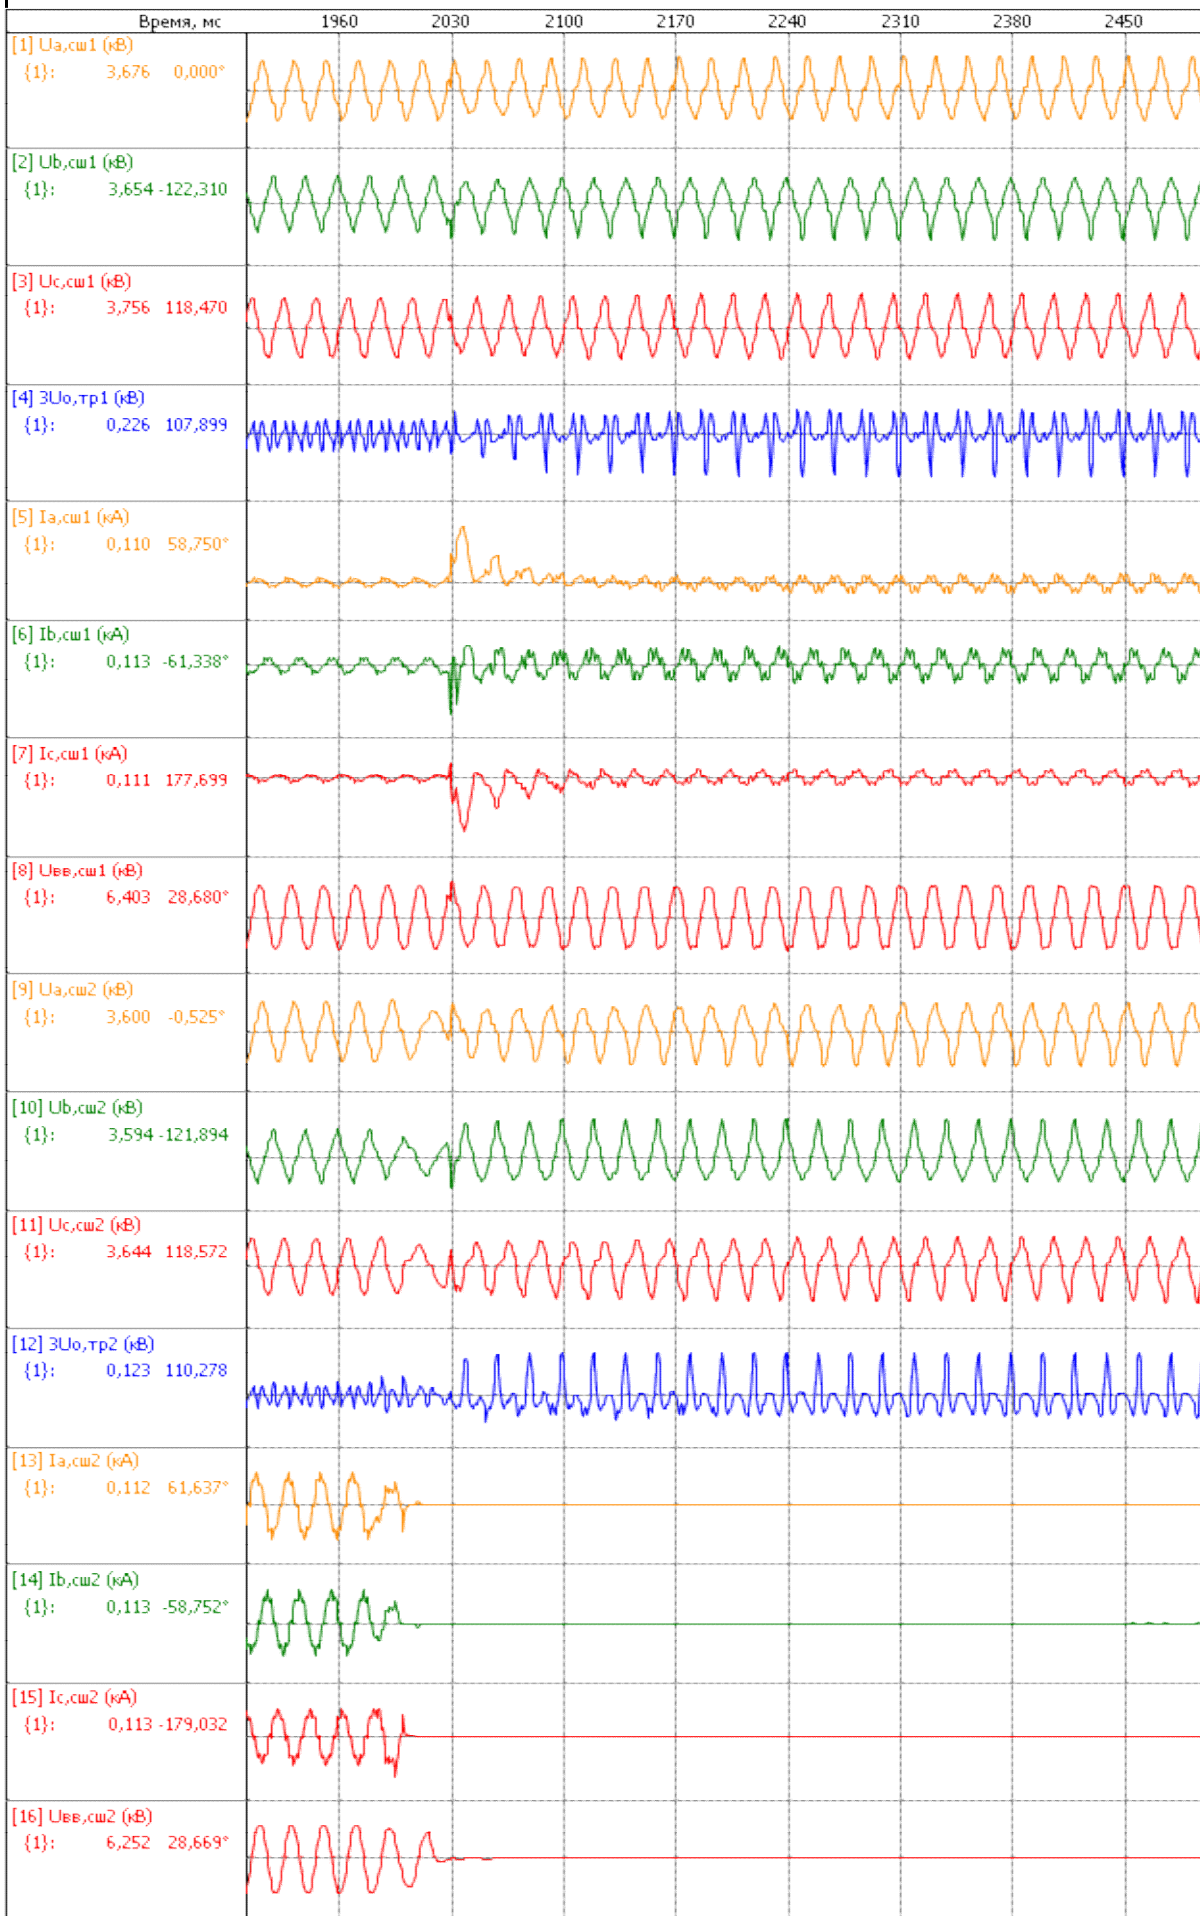 Время, мс 1960 2030 2100 2170 2240 2310 2380 2450
[1] Ua,сш1 (кВ)
{1}: 3,676 0,000°
[2] Ub,сш1 (кВ)
{1}: 3,654 -122,310
[3] Uc,сш1 (кВ)
{1}: 3,756 118,470
[4] 3Uo,тр1 (кВ)
{1}: 0,226 107,899
[5] Ia,сш1 (кА)
{1}: 0,110 58,750°
[6] Ib,сш1 (кА)
{1}: 0,113 -61,338°
[7] Ic,сш1 (кА)
{1}: 0,111 177,699
[8] Uвв,сш1 (кВ)
{1}: 6,403 28,680°
[9] Ua,сш2 (кВ)
{1}: 3,600 -0,525°
[10] Ub,сш2 (кВ)
{1}: 3,594 -121,894
[11] Uc,сш2 (кВ)
{1}: 3,644 118,572
[12] 3Uo,тр2 (кВ)
{1}: 0,123 110,278
[13] Ia,сш2 (кА)
{1}: 0,112 61,637°
[14] Ib,сш2 (кА)
{1}: 0,113 -58,752°
[15] Ic,сш2 (кА)
{1}: 0,113 -179,032
[16] Uвв,сш2 (кВ)
{1}: 6,252 28,669°